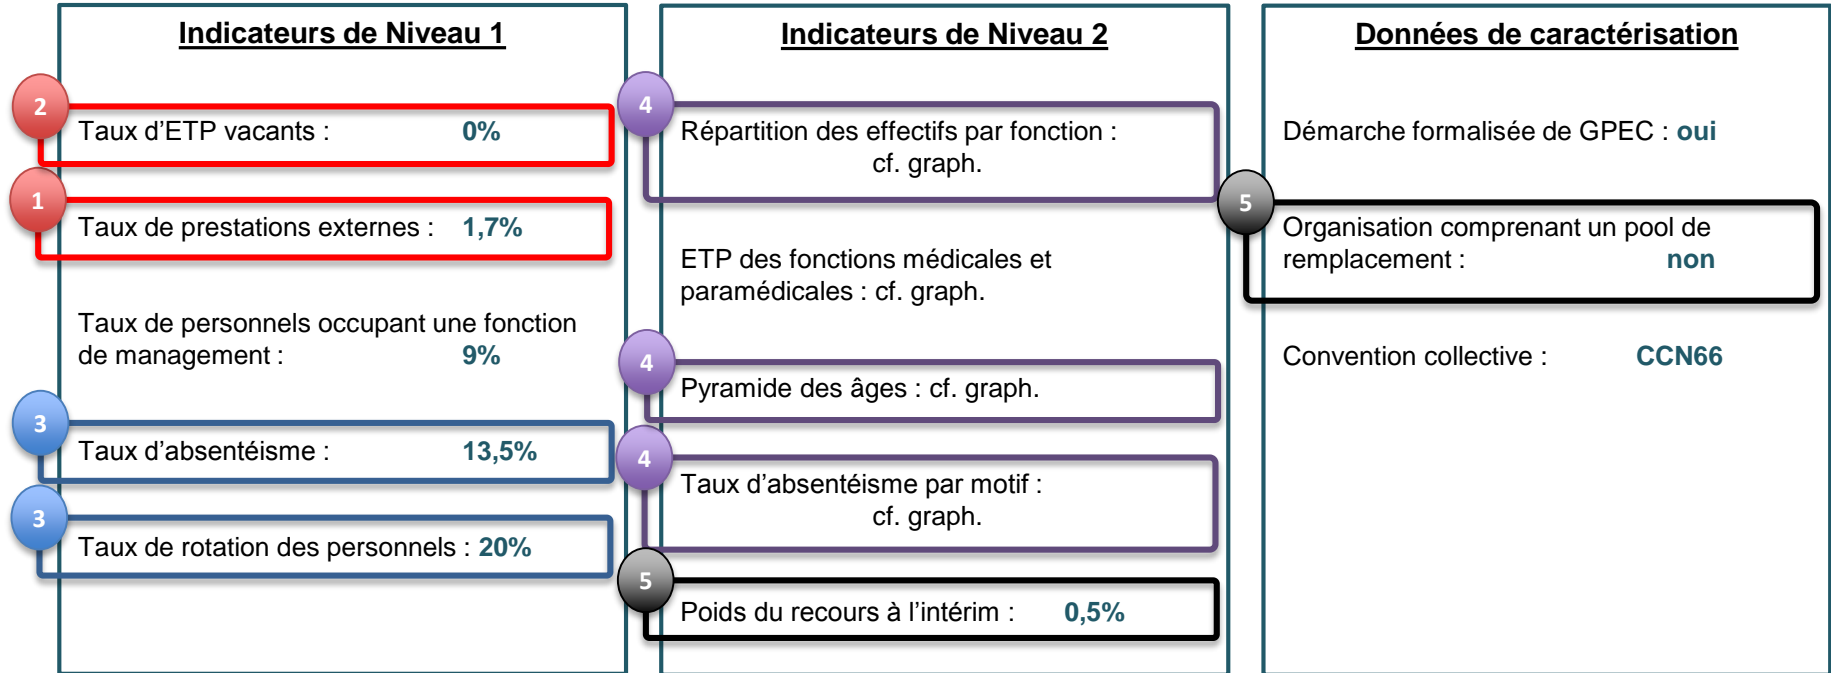 Indicateurs de Niveau 1
2
Taux d’ETP vacants : 0%
1
Taux de prestations externes : 1,7%
Taux de personnels occupant une fonction
de management : 9%
3
Taux d’absentéisme : 13,5%
3
Taux de rotation des personnels : 20%
Indicateurs de Niveau 2
4
Répartition des effectifs par fonction :
cf. graph.
ETP des fonctions médicales et
paramédicales : cf. graph.
4
Pyramide des âges : cf. graph.
4
Taux d’absentéisme par motif :
cf. graph.
5
Poids du recours à l’intérim : 0,5%
Données de caractérisation
Démarche formalisée de GPEC : oui
5
Organisation comprenant un pool de
remplacement : non
Convention collective : CCN66